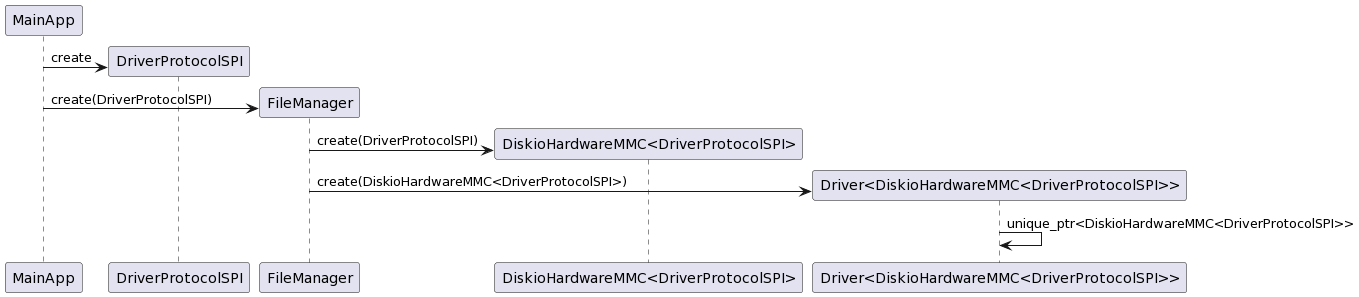 MainApp
create
DriverProtocolSPI
create(DriverProtocolSPI)
FileManager
create(DriverProtocolSPI)
DiskioHardwareMMC<DriverProtocolSPI>
create(DiskioHardwareMMC<DriverProtocolSPI>)
Driver<DiskioHardwareMMC<DriverProtocolSPI>>
unique_ptr<DiskioHardwareMMC<DriverProtocolSPI>>
MainApp
DriverProtocolSPI
FileManager
DiskioHardwareMMC<DriverProtocolSPI>
Driver<DiskioHardwareMMC<DriverProtocolSPI>>